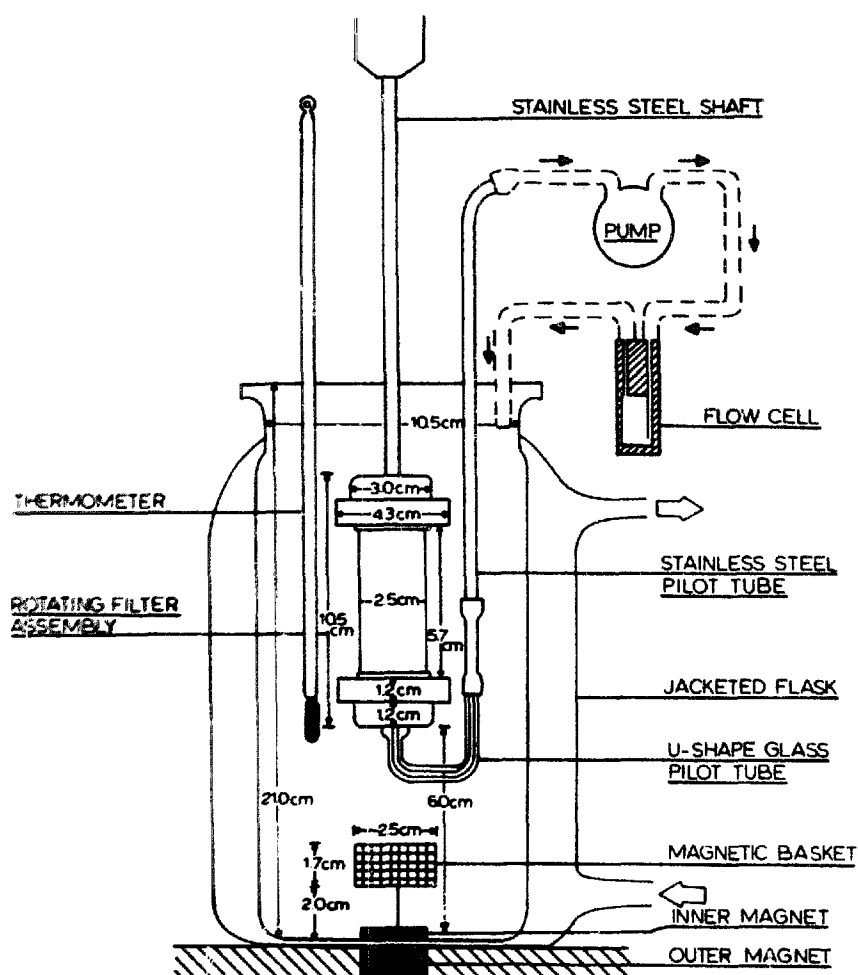 STAINLESS STEEL SHAFT
PUMP
FLOW CELL
10.5cm
3.0cm
4.3cm
THERMOMETER
STAINLESS STEEL
PILOT TUBE
2.5cm
ROTATING FILTER
ASSEMBLY
10.5
cm
5.7
cm
1.2cm
JACKETED FLASK
1.2cm
U-SHAPE GLASS
PILOT TUBE
21.0cm
6.0cm
2.5cm
MAGNETIC BASKET
1.7cm
2.0cm
INNER MAGNET
OUTER MAGNET